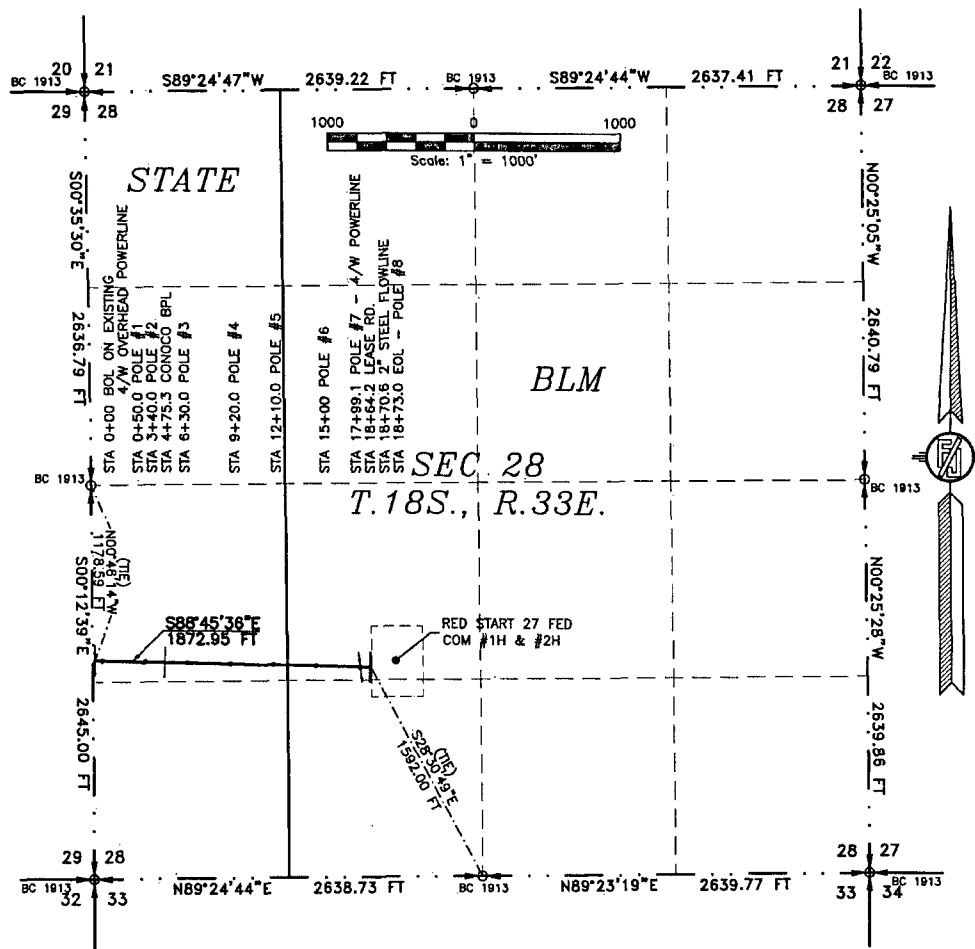 20 21
BC 1913
29 28
S89°24'47"W 2639.22 FT
BC 1913
S89°24'44"W 2637.41 FT
21 22
BC 1913
28 27
1000 0 1000
Scale: 1" = 1000'
STATE
S00°35'30"E 2636.79 FT
STA 0+00 BOL ON EXISTING
4/W OVERHEAD POWERLINE
STA 0+50.0 POLE #1
STA 3+40.0 POLE #2
STA 4+75.3 CONOCO BPL
STA 6+30.0 POLE #3
STA 9+20.0 POLE #4
STA 12+10.0 POLE #5
STA 15+00 POLE #6
STA 17+99.1 POLE #7 - 4/W POWERLINE
STA 18+64.2 LEASE RD.
STA 18+70.6 2" STEEL FLOWLINE
STA 18+73.0 EOL - POLE #8
BLM
N00°25'05"W 2640.79 FT
SEC 28
T.18S., R.33E.
BC 1913
BC 1913
(TIE)
N00°46'14"W
1178.59 FT
S00°12'39"E 2645.00 FT
S88°45'36"E
1872.95 FT
RED START 27 FED
COM #1H & #2H
N00°25'28"W 2639.86 FT
(TIE)
S28°30'49"E
1592.00 FT
29 28
BC 1913
32 33
N89°24'44"E 2638.73 FT
BC 1913
N89°23'19"E 2639.77 FT
28 27
BC 1913
33 34